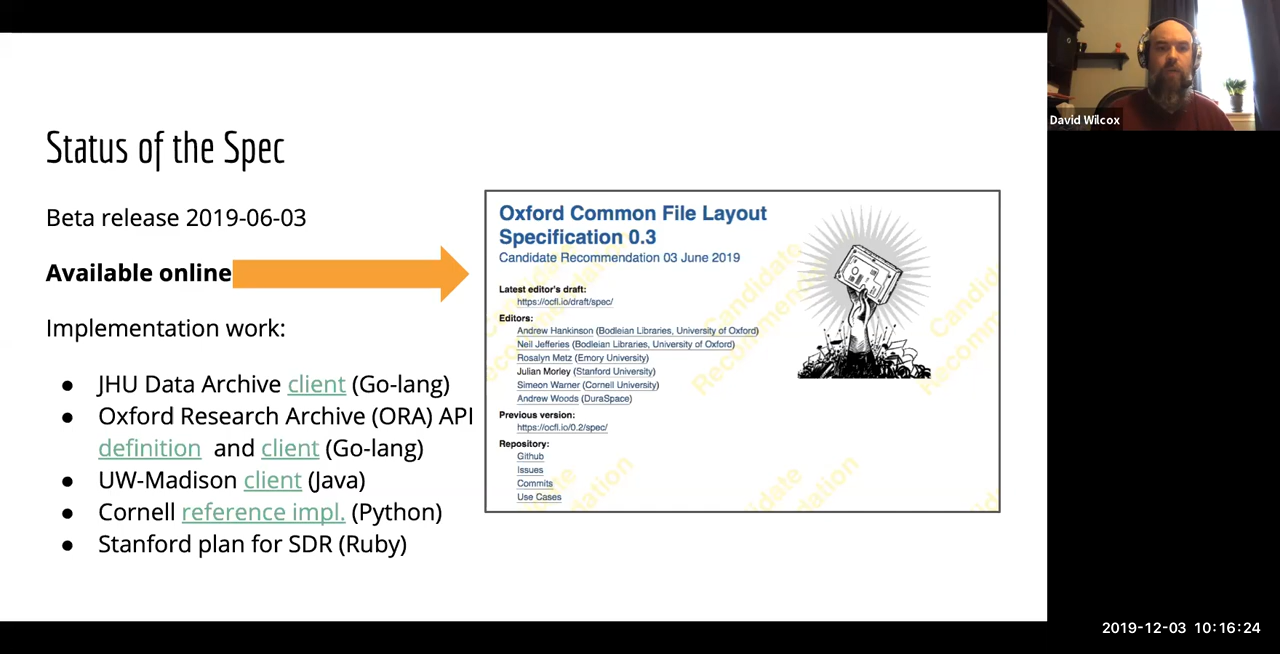 David Wilcox
Status of the Spec
Beta release 2019-06-03
Available online
Implementation work:
● JHU Data Archive client (Go-lang)
● Oxford Research Archive (ORA) API
definition and client (Go-lang)
● UW-Madison client (Java)
● Cornell reference impl. (Python)
● Stanford plan for SDR (Ruby)
Oxford Common File Layout
Specification 0.3
Candidate Recommendation 03 June 2019
Latest editor's draft:
https://ocfl.io/draft/spec/
Editors:
Andrew Hankinson (Bodleian Libraries, University of Oxford)
Neil Jefferies (Bodleian Libraries, University of Oxford)
Rosalyn Metz (Emory University)
Julian Morley (Stanford University)
Simeon Warner (Cornell University)
Andrew Woods (DuraSpace)
Previous version:
https://ocfl.io/0.2/spec/
Repository:
Github
Issues
Commits
Use Cases
2019-12-03 10:16:24